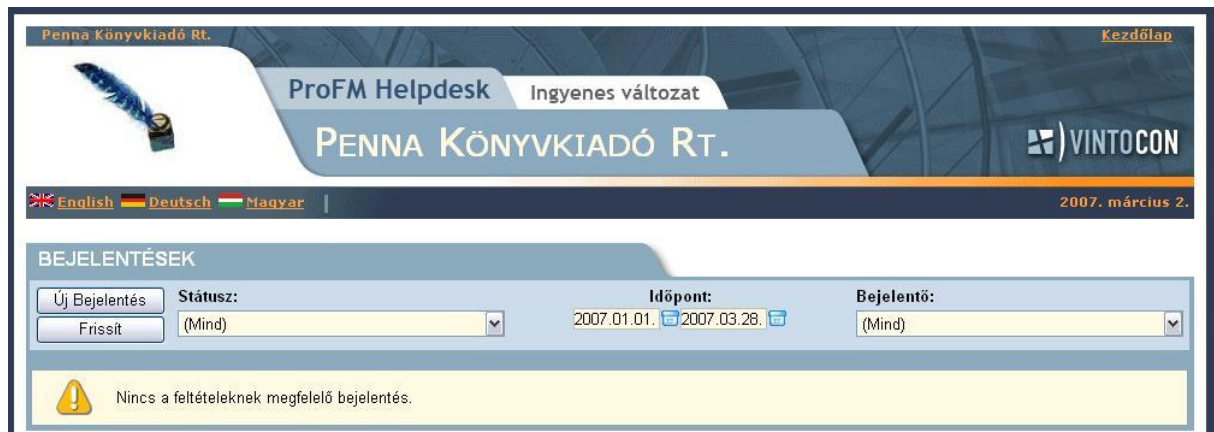 Penna Könyvkiadó Rt. Kezdőlap
ProFM Helpdesk Ingyenes változat
PENNA KÖNYVKIADÓ RT.
VINTOCON
English Deutsch Magyar | 2007. március 2.
BEJELENTÉSEK
Új Bejelentés Státusz: Időpont: Bejelentő:
Frissít (Mind) 2007.01.01. 2007.03.28. (Mind)
Nincs a feltételeknek megfelelő bejelentés.